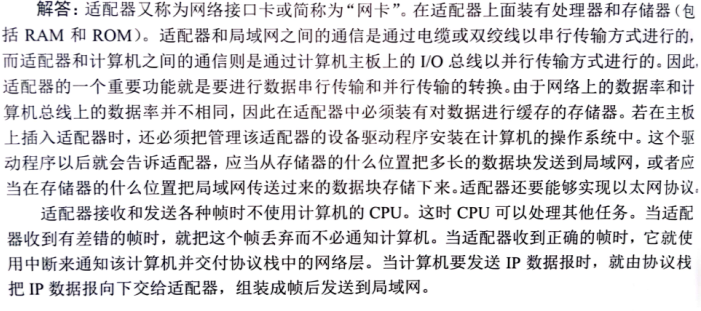 解答：适配器又称为网络接口卡或简称为“网卡”。在适配器上面装有处理器和存储器（包
括 RAM 和 ROM）。适配器和局域网之间的通信是通过电缆或双绞线以串行传输方式进行的，
而适配器和计算机之间的通信则是通过计算机主板上的 I/O 总线以并行传输方式进行的。因此，
适配器的一个重要功能就是要进行数据串行传输和并行传输的转换。由于网络上的数据率和计
算机总线上的数据率并不相同，因此在适配器中必须装有对数据进行缓存的存储器。若在主板
上插入适配器时，还必须把管理该适配器的设备驱动程序安装在计算机的操作系统中。这个驱
动程序以后就会告诉适配器，应当从存储器的什么位置把多长的数据块发送到局域网，或者应
当在存储器的什么位置把局域网传送过来的数据块存储下来。适配器还要能够实现以太网协议。
适配器接收和发送各种帧时不使用计算机的 CPU。这时 CPU 可以处理其他任务。当适配
器收到有差错的帧时，就把这个帧丢弃而不必通知计算机。当适配器收到正确的帧时，它就使
用中断来通知该计算机并交付协议栈中的网络层。当计算机要发送 IP 数据报时，就由协议栈
把 IP 数据报向下交给适配器，组装成帧后发送到局域网。